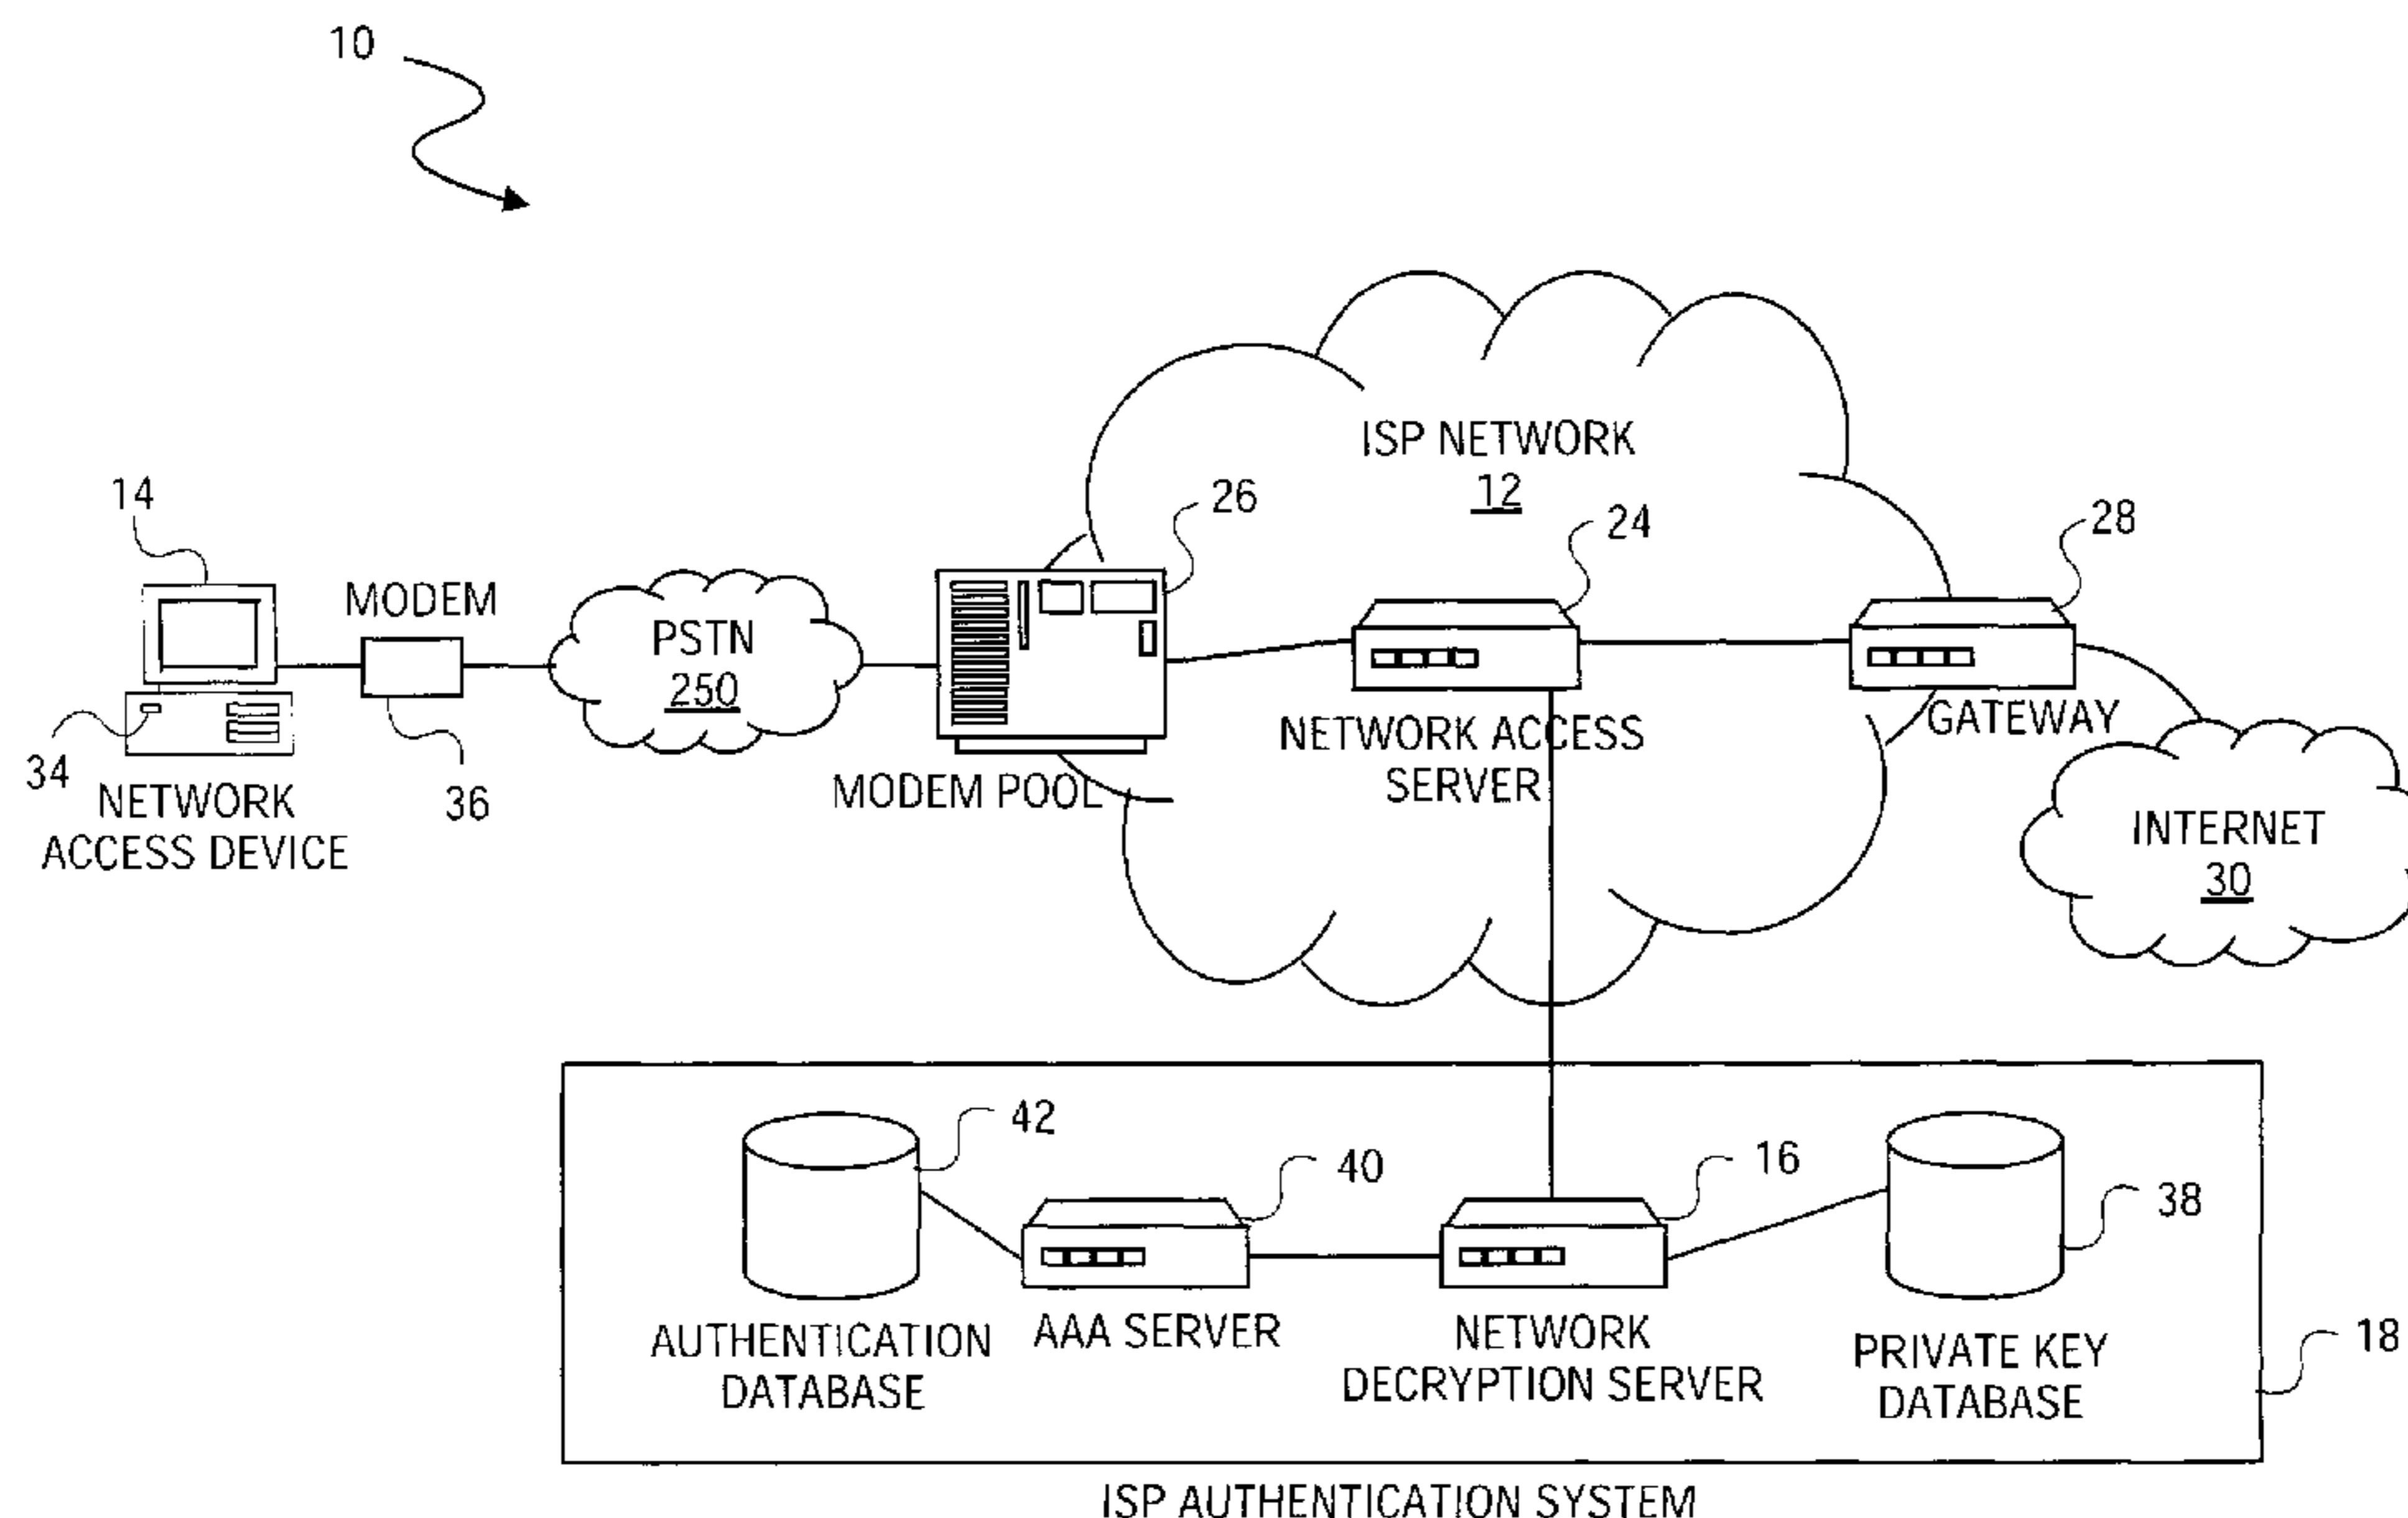 10
ISP NETWORK
12
14
26
24
28
MODEM
PSTN
250
34
NETWORK
ACCESS DEVICE
36
MODEM POOL
NETWORK ACCESS
SERVER
GATEWAY
INTERNET
30
42
40
16
38
AUTHENTICATION
DATABASE
AAA SERVER
NETWORK
DECRYPTION SERVER
PRIVATE KEY
DATABASE
18
ISP AUTHENTICATION SYSTEM